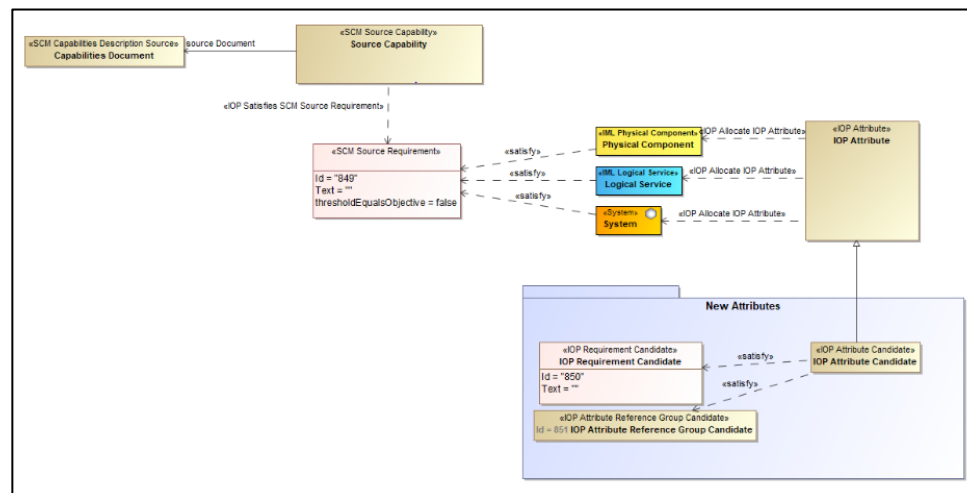 «SCM Capabilities Description Source»
Capabilities Document
source Document
«SCM Source Capability»
Source Capability
«IOP Satisfies SCM Source Requirement»
«SCM Source Requirement»
Id = "849"
Text = ""
thresholdEqualsObjective = false
«satisfy»
«satisfy»
«satisfy»
«IML Physical Component»
Physical Component
«IML Logical Service»
Logical Service
«System»
System
«IOP Allocate IOP Attribute»
«IOP Allocate IOP Attribute»
«IOP Allocate IOP Attribute»
«IOP Attribute»
IOP Attribute
New Attributes
«IOP Requirement Candidate»
IOP Requirement Candidate
Id = "850"
Text = ""
«satisfy»
«satisfy»
«IOP Attribute Candidate»
IOP Attribute Candidate
«IOP Attribute Reference Group Candidate»
Id = 851 IOP Attribute Reference Group Candidate